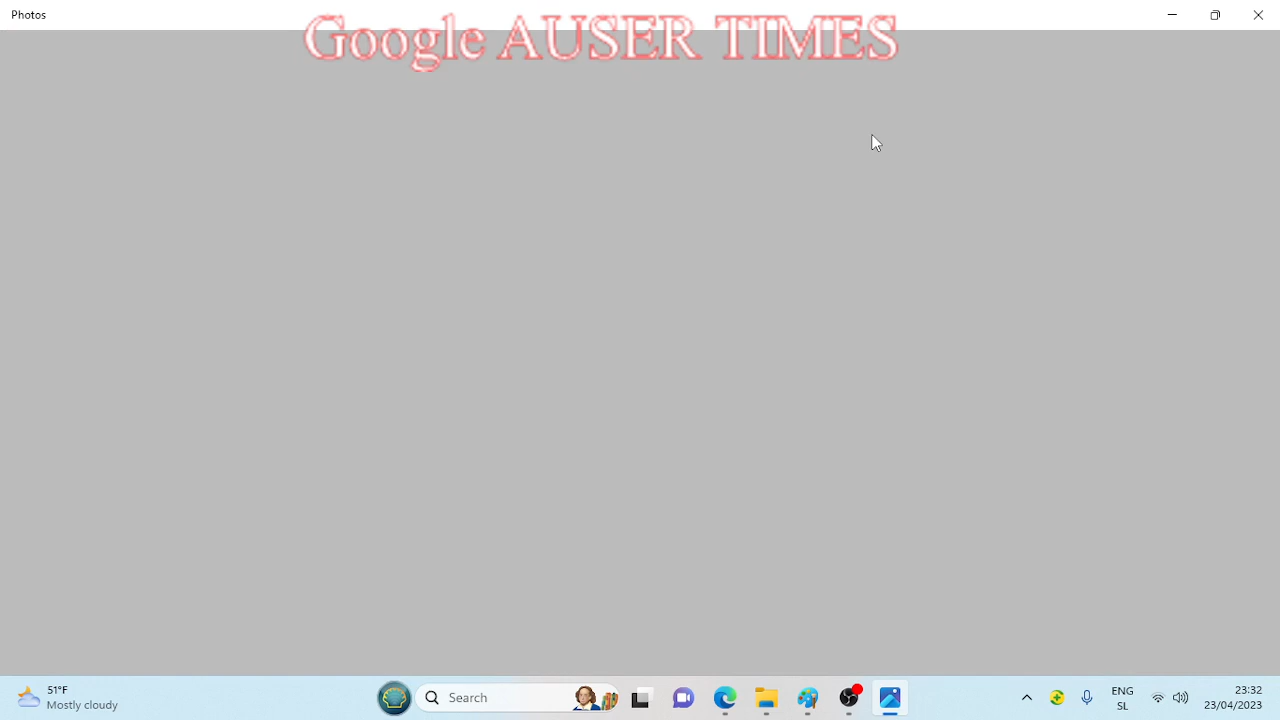 Photos
Google AUSER TIMES
51°F
Mostly cloudy
Search
ENG
SL
23:32
23/04/2023